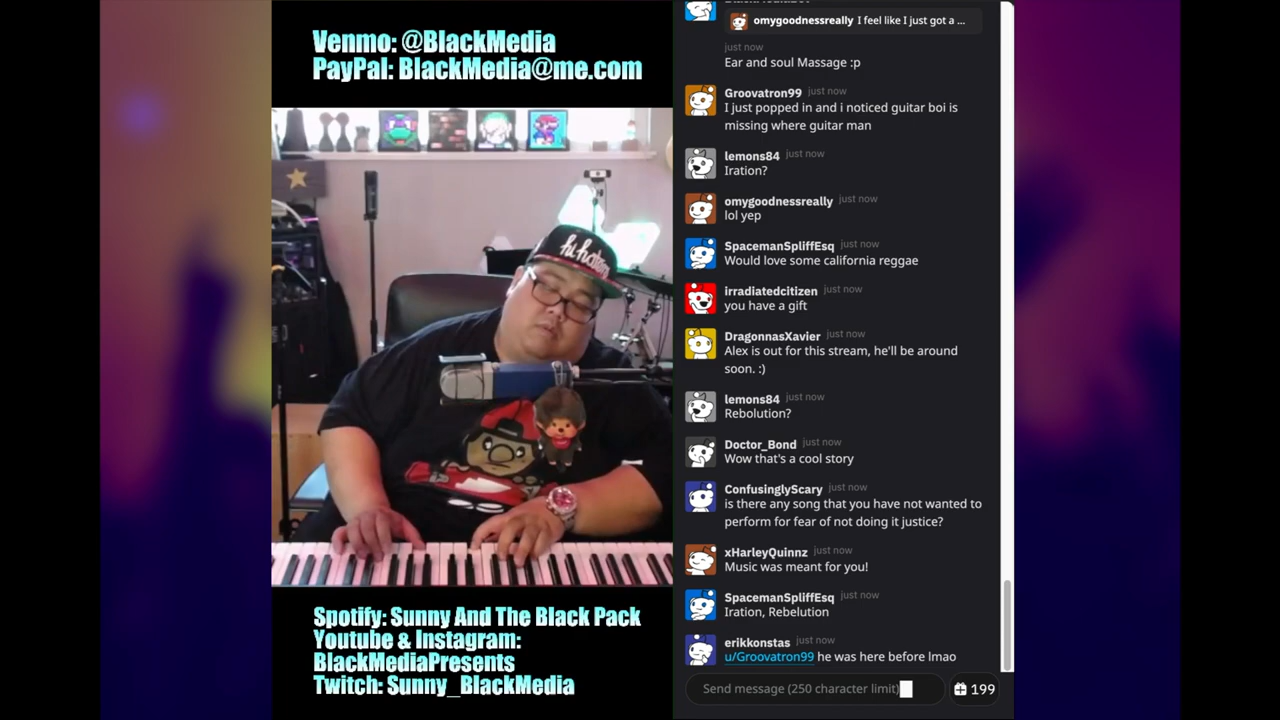 Venmo: @BlackMedia
PayPal: BlackMedia@me.com
hi hater
Spotify: Sunny And The Black Pack
Youtube & Instagram:
BlackMediaPresents
Twitch: Sunny_BlackMedia
omygoodnessreally I feel like I just got a ...
just now
Ear and soul Massage :p
Groovatron99 just now
I just popped in and i noticed guitar boi is
missing where guitar man
lemons84 just now
Iration?
omygoodnessreally just now
lol yep
SpacemanSpliffEsq just now
Would love some california reggae
irradiatedcitizen just now
you have a gift
DragonnasXavier just now
Alex is out for this stream, he'll be around
soon. :)
lemons84 just now
Rebolution?
Doctor_Bond just now
Wow that's a cool story
ConfusinglyScary just now
is there any song that you have not wanted to
perform for fear of not doing it justice?
xHarleyQuinnz just now
Music was meant for you!
SpacemanSpliffEsq just now
Iration, Rebelution
erikkonstas just now
u/Groovatron99 he was here before lmao
Send message (250 character limit)
199